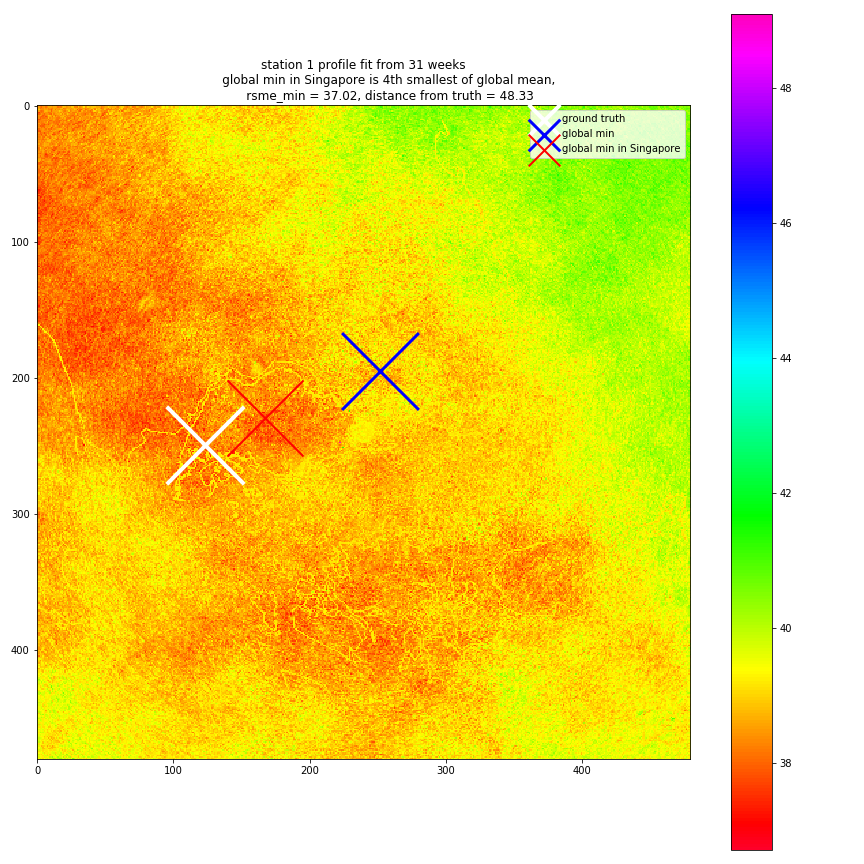 station 1 profile fit from 31 weeks
global min in Singapore is 4th smallest of global mean,
rsme_min = 37.02, distance from truth = 48.33
ground truth
global min
global min in Singapore
0
100
200
300
400
0
100
200
300
400
48
46
44
42
40
38